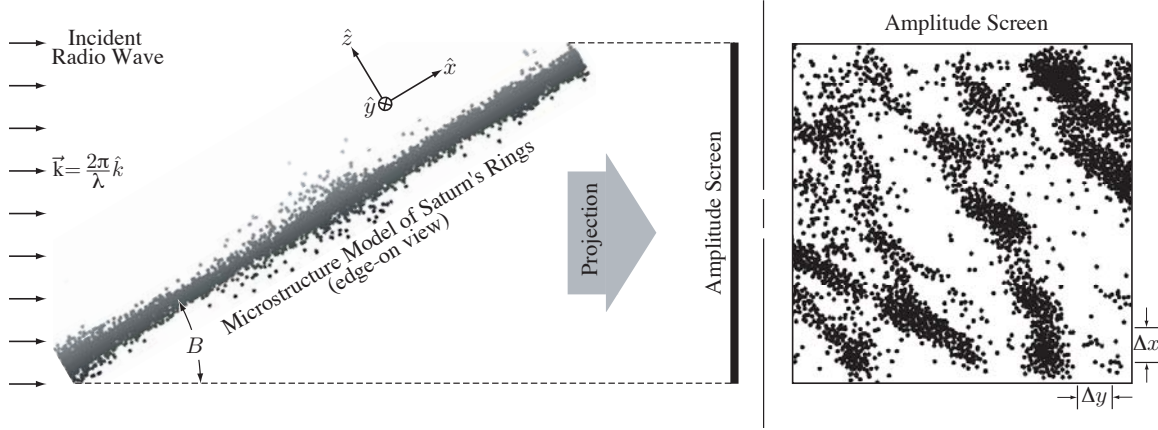 Incident
Radio Wave
k⃗ = 2π/λ k̂
ẑ
x̂
ŷ
Microstructure Model of Saturn's Rings
(edge-on view)
B
Projection
Amplitude Screen
Amplitude Screen
Δx
Δy